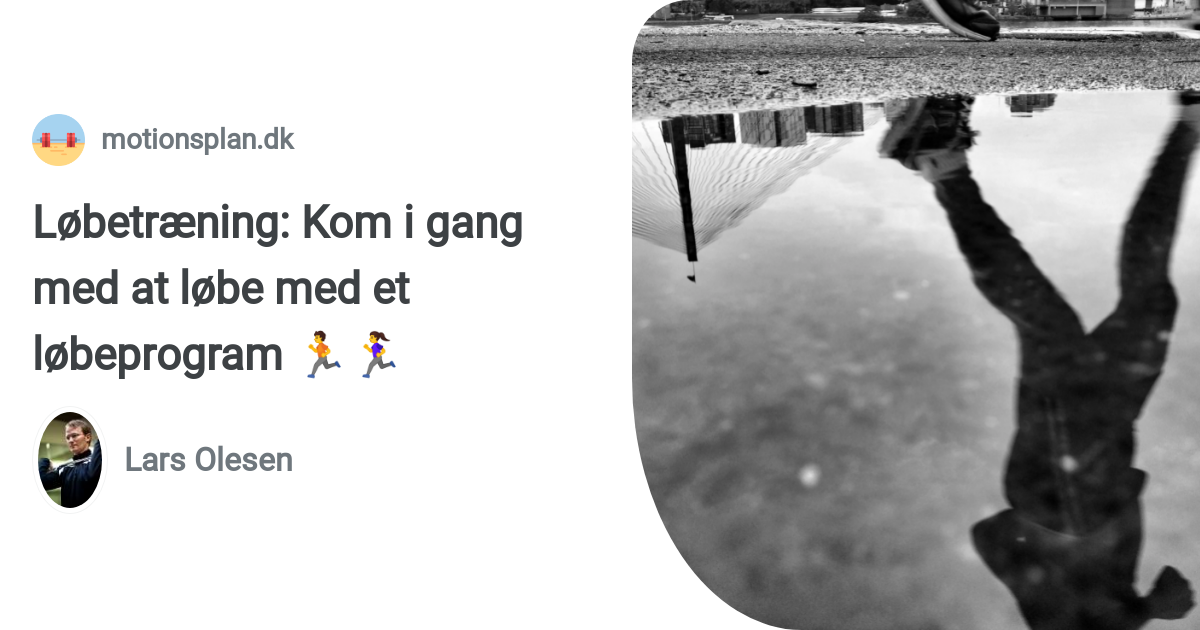 motionsplan.dk
Løbetræning: Kom i gang
med at løbe med et
løbeprogram 🏃 🏃‍♀️
Lars Olesen